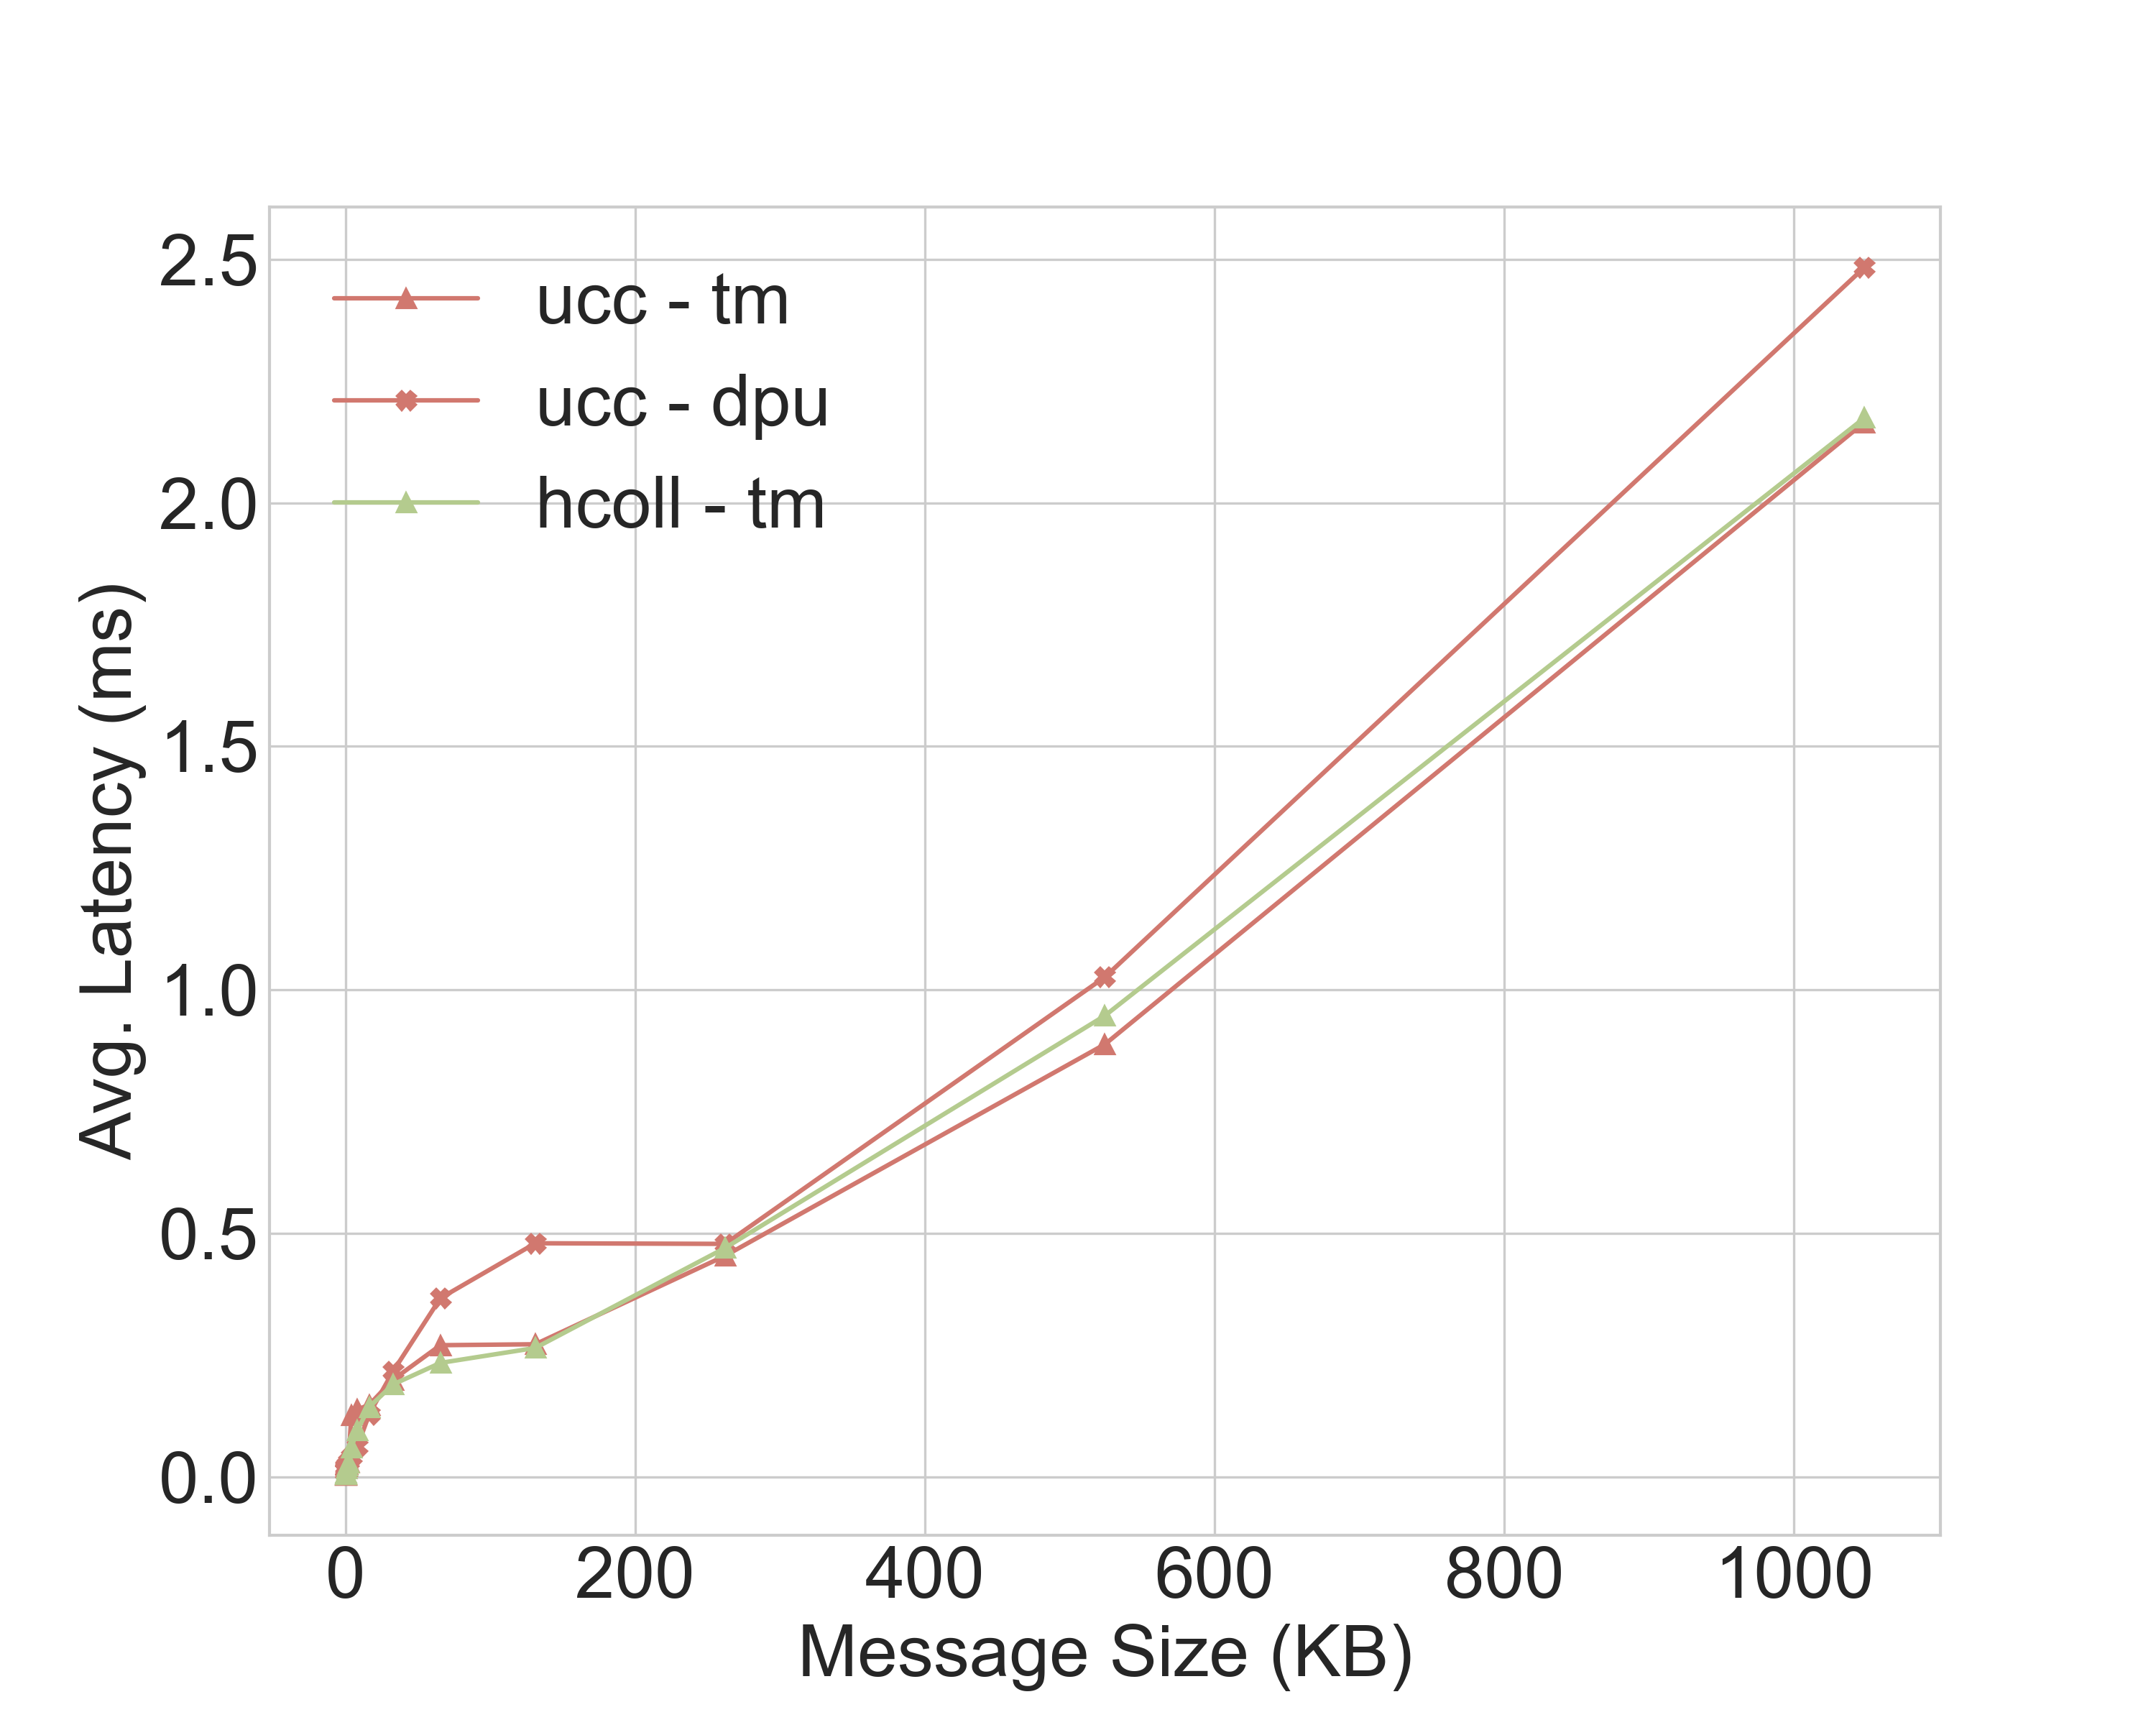 2.5
2.0
1.5
1.0
0.5
0.0
Avg. Latency (ms)
ucc - tm
ucc - dpu
hcoll - tm
0 200 400 600 800 1000
Message Size (KB)